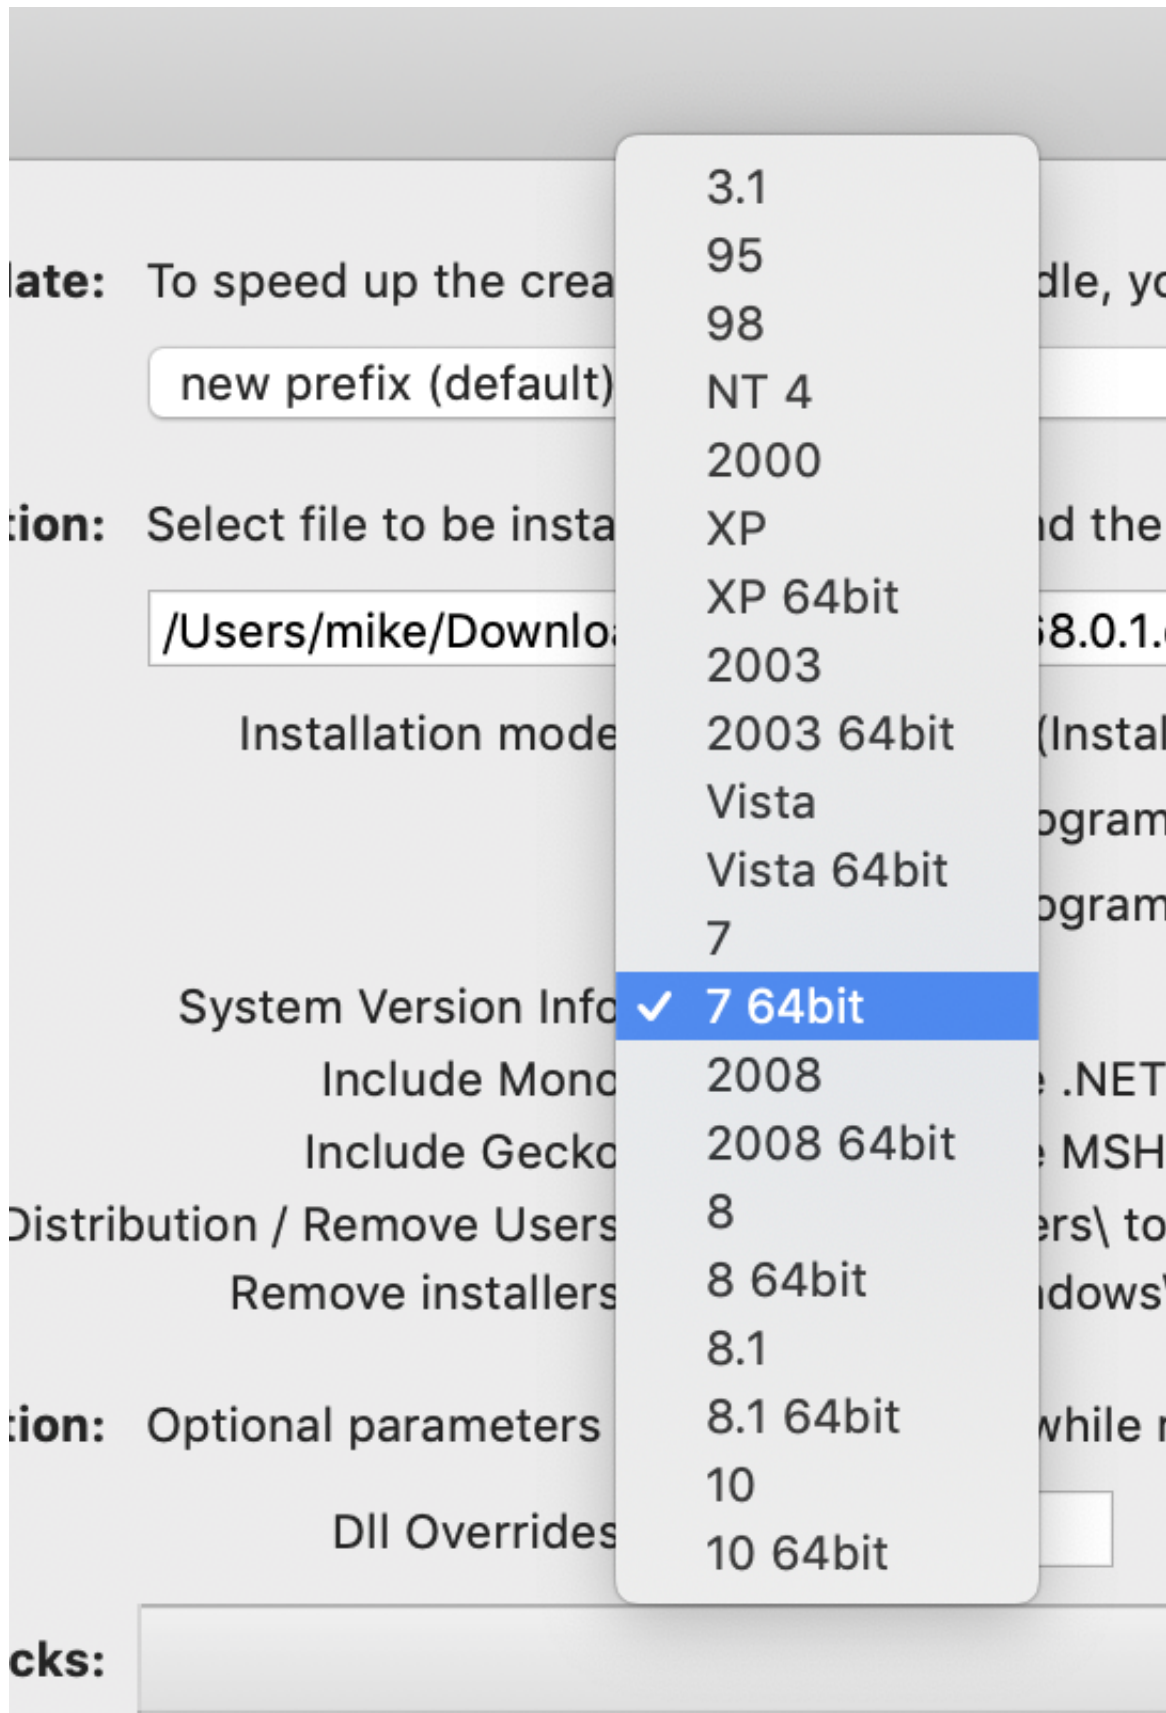 3.1
95
98
NT 4
2000
XP
XP 64bit
2003
2003 64bit
Vista
Vista 64bit
7
✓ 7 64bit
2008
2008 64bit
8
8 64bit
8.1
8.1 64bit
10
10 64bit
late: To speed up the crea dle, yo
new prefix (default)
tion: Select file to be insta nd the
/Users/mike/Downloa 68.0.1.
Installation mode (Instal
ogram
ogram
System Version Info
Include Mono e .NET
Include Gecko e MSH
Distribution / Remove Users ers\ to
Remove installers ndows\
tion: Optional parameters while r
Dll Overrides
cks: